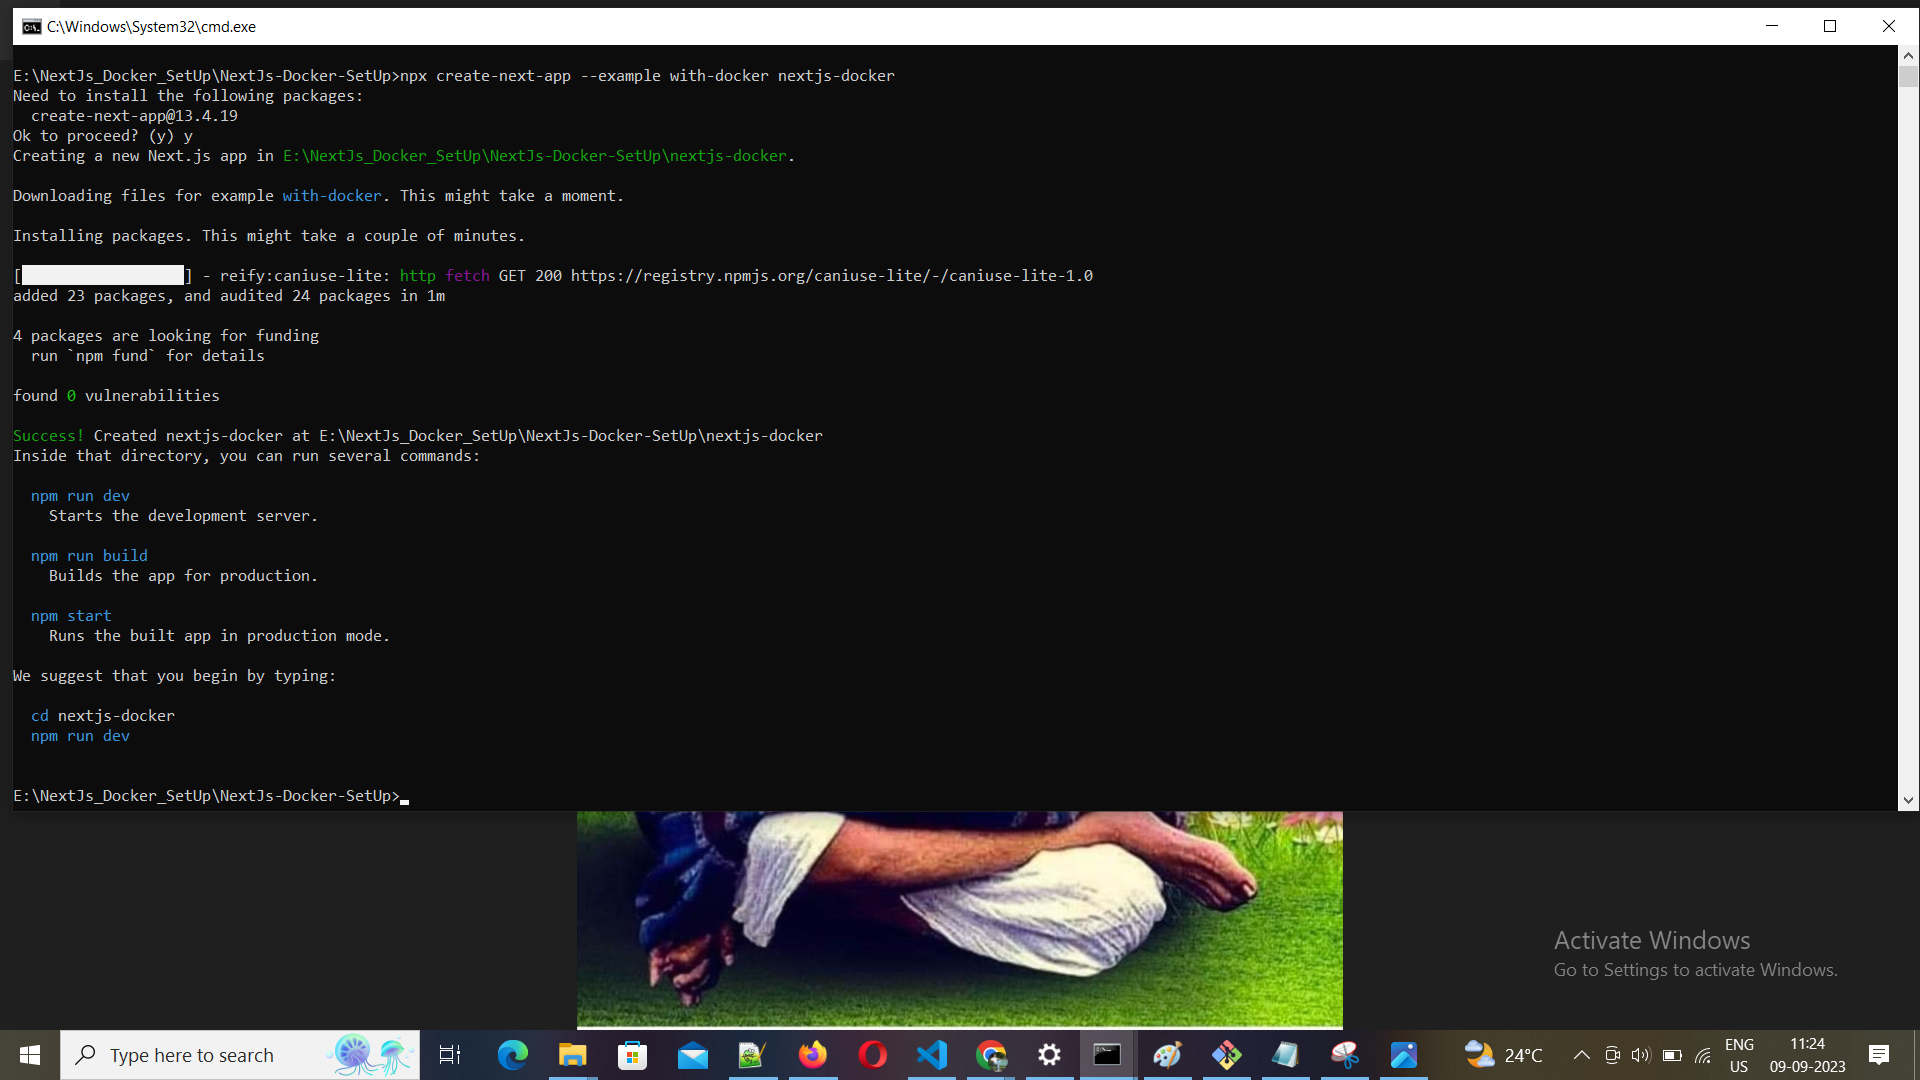 C:\Windows\System32\cmd.exe
E:\NextJs_Docker_SetUp\NextJs-Docker-SetUp>npx create-next-app --example with-docker nextjs-docker
Need to install the following packages:
create-next-app@13.4.19
Ok to proceed? (y) y
Creating a new Next.js app in E:\NextJs_Docker_SetUp\NextJs-Docker-SetUp\nextjs-docker.
Downloading files for example with-docker. This might take a moment.
Installing packages. This might take a couple of minutes.
[                  ] - reify:caniuse-lite: http fetch GET 200 https://registry.npmjs.org/caniuse-lite/-/caniuse-lite-1.0
added 23 packages, and audited 24 packages in 1m
4 packages are looking for funding
run `npm fund` for details
found 0 vulnerabilities
Success! Created nextjs-docker at E:\NextJs_Docker_SetUp\NextJs-Docker-SetUp\nextjs-docker
Inside that directory, you can run several commands:
npm run dev
Starts the development server.
npm run build
Builds the app for production.
npm start
Runs the built app in production mode.
We suggest that you begin by typing:
cd nextjs-docker
npm run dev
E:\NextJs_Docker_SetUp\NextJs-Docker-SetUp>
Activate Windows
Go to Settings to activate Windows.
Type here to search
24°C
ENG
US
11:24
09-09-2023